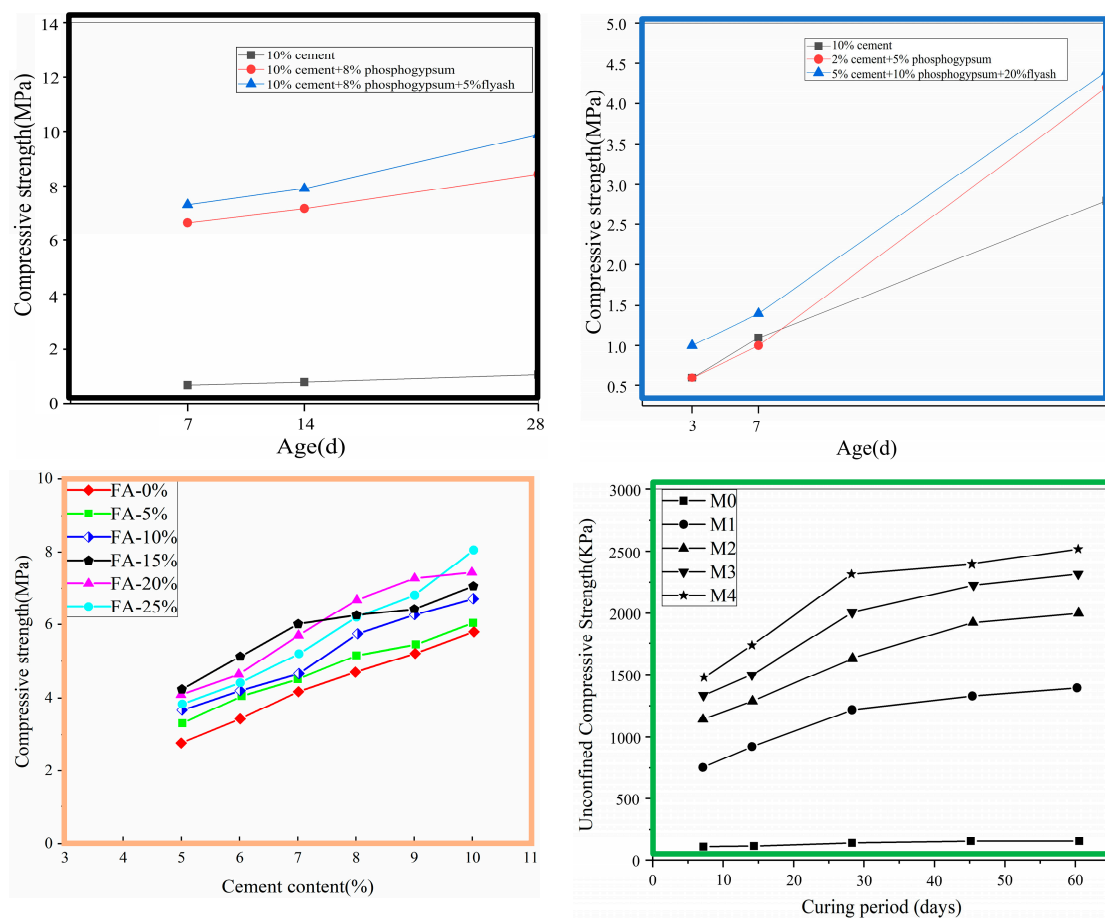 14
12
10
8
6
4
2
0
Compressive strength(MPa)
10% cement
10% cement+8% phosphogypsum
10% cement+8% phosphogypsum+5%flyash
7
14
28
Age(d)
5.0
4.5
4.0
3.5
3.0
2.5
2.0
1.5
1.0
0.5
Compressive strength(MPa)
10% cement
2% cement+5% phosphogypsum
5% cement+10% phosphogypsum+20%flyash
3
7
Age(d)
10
8
6
4
2
0
Compressive strength(MPa)
FA-0%
FA-5%
FA-10%
FA-15%
FA-20%
FA-25%
3
4
5
6
7
8
9
10
11
Cement content(%)
3000
2500
2000
1500
1000
500
0
Unconfined Compressive Strength(KPa)
M0
M1
M2
M3
M4
0
10
20
30
40
50
60
Curing period (days)